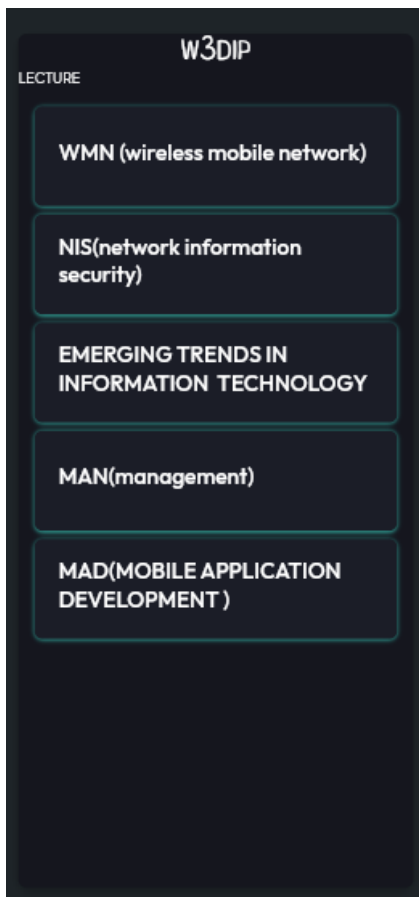 W3DIP
LECTURE
WMN (wireless mobile network)
NIS(network information
security)
EMERGING TRENDS IN
INFORMATION TECHNOLOGY
MAN(management)
MAD(MOBILE APPLICATION
DEVELOPMENT )